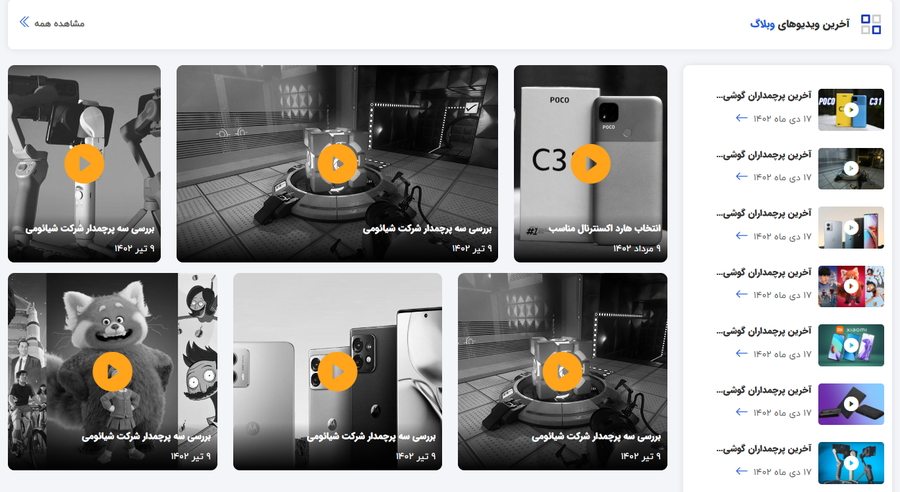 آخرین ویدیوهای وبلاگ
مشاهده همه
آخرین پرچمداران گوشی...
۱۷ دی ماه ۱۴۰۲
آخرین پرچمداران گوشی...
۱۷ دی ماه ۱۴۰۲
آخرین پرچمداران گوشی...
۱۷ دی ماه ۱۴۰۲
آخرین پرچمداران گوشی...
۱۷ دی ماه ۱۴۰۲
آخرین پرچمداران گوشی...
۱۷ دی ماه ۱۴۰۲
آخرین پرچمداران گوشی...
۱۷ دی ماه ۱۴۰۲
آخرین پرچمداران گوشی...
۱۷ دی ماه ۱۴۰۲
POCO
C31
XIAOMI
POCO
C31
POCO
انتخاب هارد اکسترنال مناسب
۹ مرداد ۱۴۰۲
بررسی سه پرچمدار شرکت شیائومی
۹ تیر ۱۴۰۲
بررسی سه پرچمدار شرکت شیائومی
۹ تیر ۱۴۰۲
بررسی سه پرچمدار شرکت شیائومی
۹ تیر ۱۴۰۲
بررسی سه پرچمدار شرکت شیائومی
۹ تیر ۱۴۰۲
بررسی سه پرچمدار شرکت شیائومی
۹ تیر ۱۴۰۲